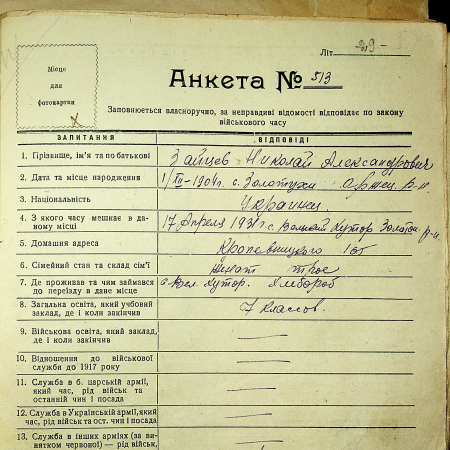 Літ. 29-
Місце
для
фотокартки
Анкета № 513
Заповнюється власноручно, за неправдиві відомості відповідає по закону
військового часу
ЗАПИТАННЯ ВІДПОВІДІ
1. Прізвище, ім'я та по батькові Зайцев Николай Александрович
2. Дата та місце народження 1/XII-1904 г. с. Золотухи
3. Національність Украинец
4. З якого часу мешкає в даному місці 17 Апреля 1931 г с. Хутор Золотон. р-н
5. Домашня адреса Кропевницкого
6. Сімейний стан та склад сім'ї Женат трое
7. Де проживав та чим займався до переїзду в дане місце Хутор. Хлебороб
8. Загальна освіта, який учбовий заклад, де і коли закінчив 7 классов.
9. Військова освіта, який заклад, де і коли закінчив —
10. Відношення до військової служби до 1917 року —
11. Служба в б. царській армії, який час, рід військ та останній чин і посада —
12. Служба в Українській армії, який час, рід військ та ост. чин і посада —
13. Служба в інших арміях (за винятком червоної) — рід військ,